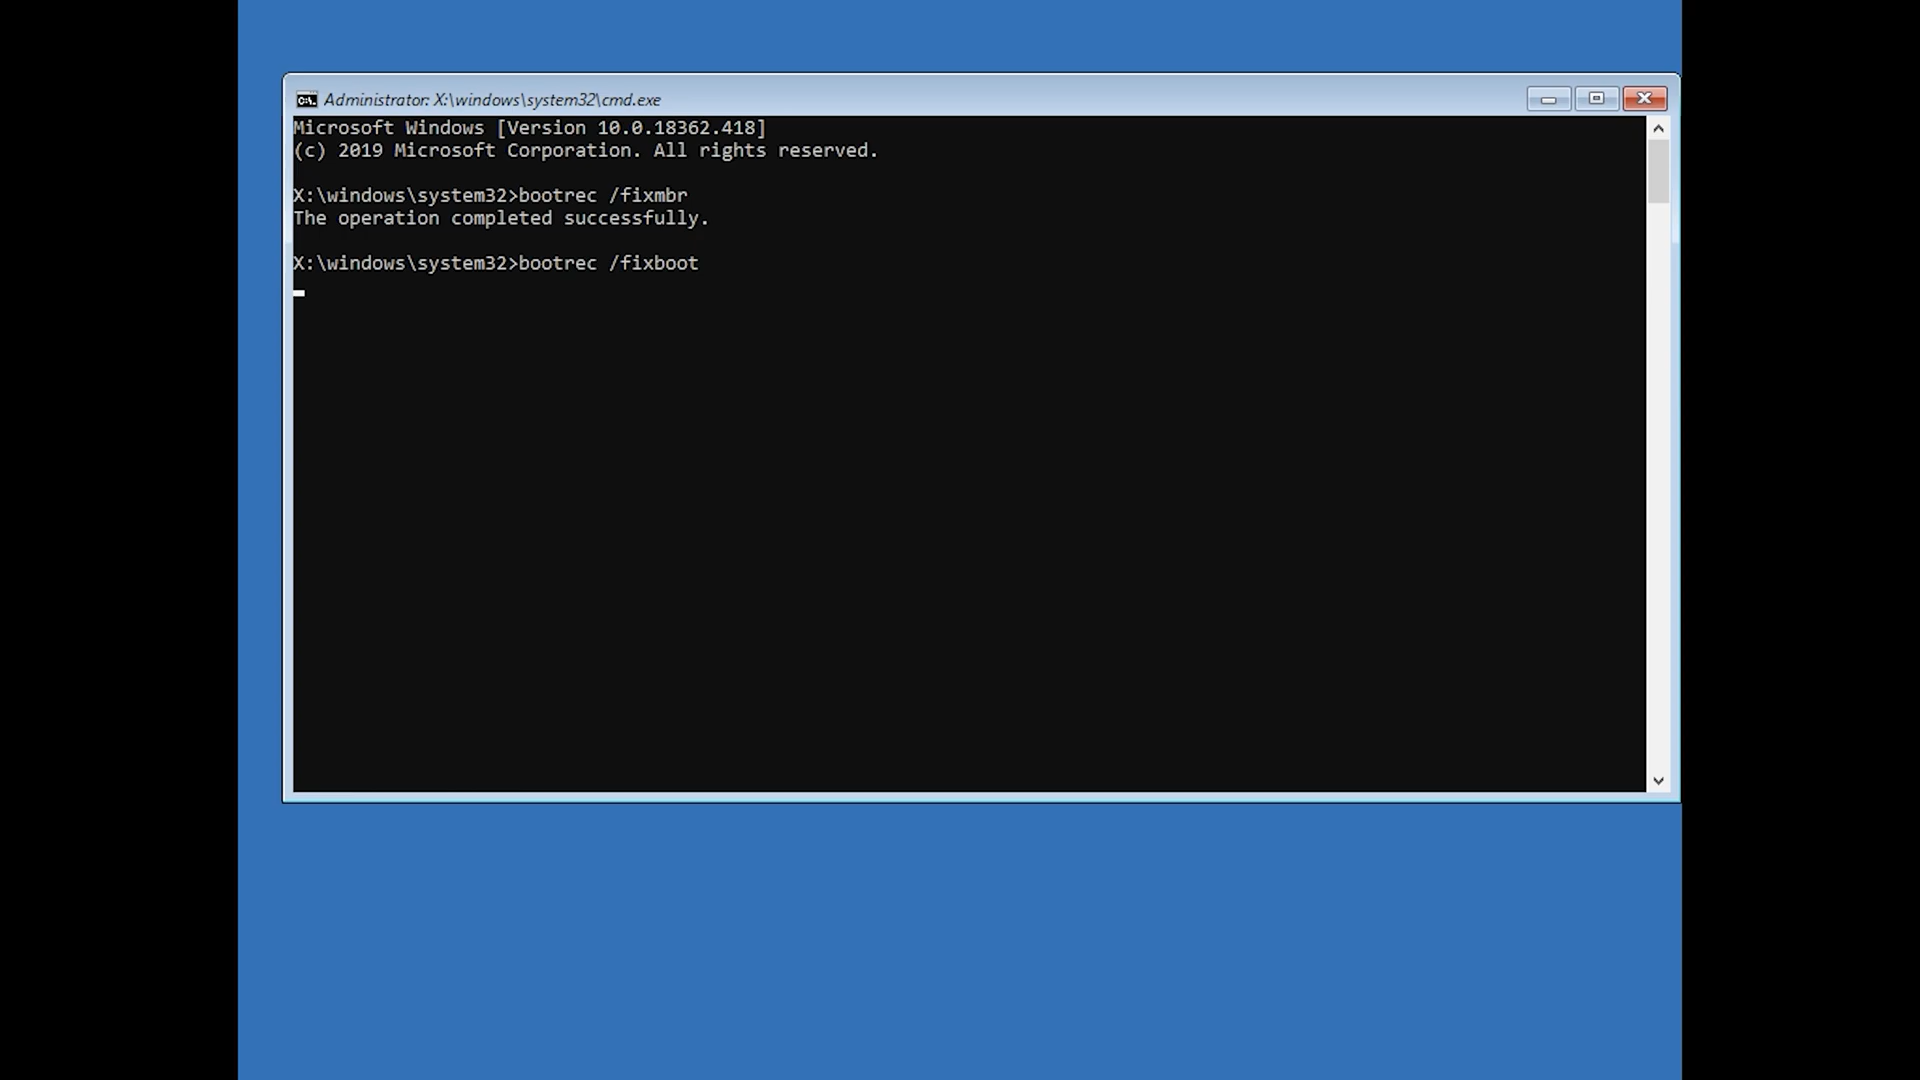 Administrator: X:\windows\system32\cmd.exe
Microsoft Windows [Version 10.0.18362.418]
(c) 2019 Microsoft Corporation. All rights reserved.
X:\windows\system32>bootrec /fixmbr
The operation completed successfully.
X:\windows\system32>bootrec /fixboot